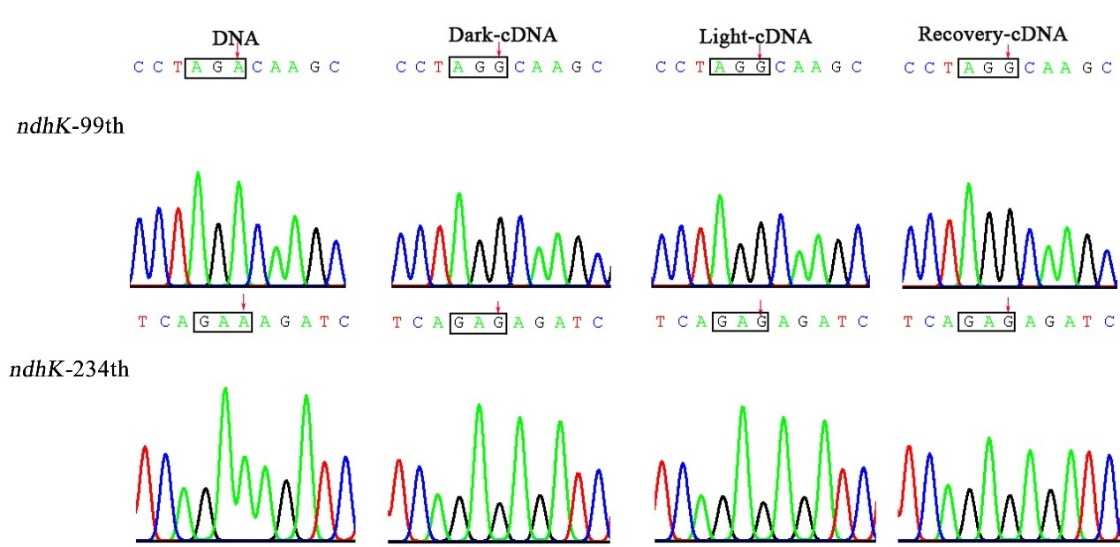 DNA Dark-cDNA Light-cDNA Recovery-cDNA
C C T A G A C A A G C C C T A G G C A A G C C C T A G G C A A G C C C T A G G C A A G C
ndhK-99th
T C A G A A A G A T C T C A G A G A G A T C T C A G A G A G A T C T C A G A G A G A T C
ndhK-234th